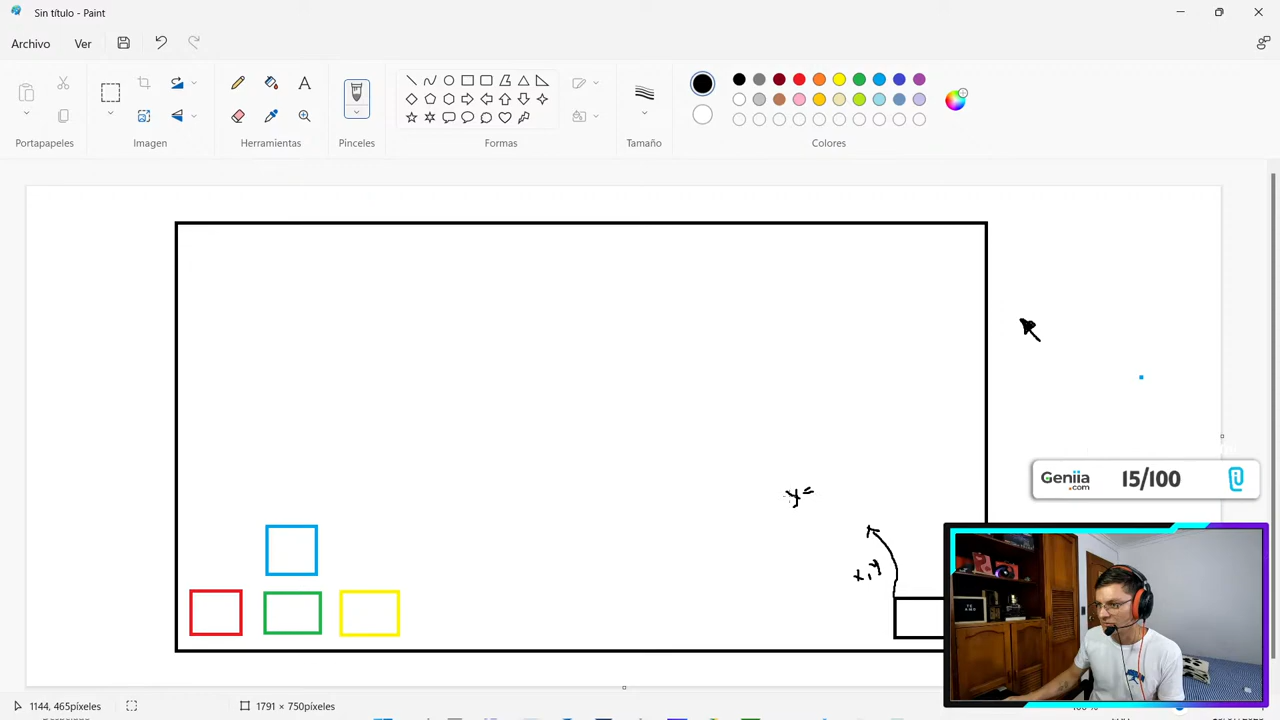 Sin título - Paint
Archivo Ver
Portapapeles Imagen Herramientas Pinceles Formas Tamaño Colores
Geniia.com 15/100
y=
x,y
1144, 465píxeles 1791 × 750píxeles